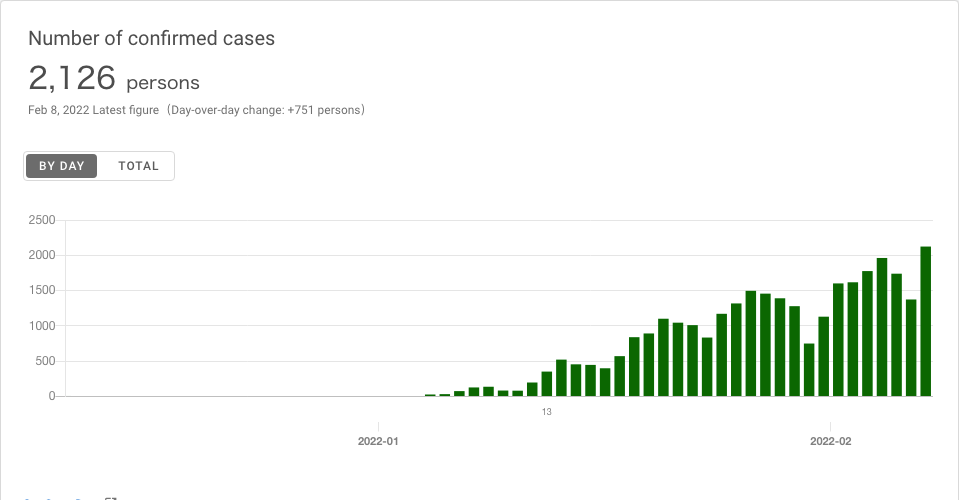 Number of confirmed cases
2,126 persons
Feb 8, 2022 Latest figure（Day-over-day change: +751 persons）
BY DAY TOTAL
2500
2000
1500
1000
500
0
13
2022-01 2022-02